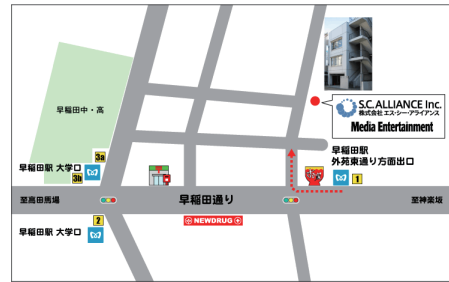 S.C.ALLIANCE Inc.
株式会社 エス・シー・アライアンス
Media Entertainment
早稲田中・高
3a
早稲田駅 大学口
3b
早稲田駅
外苑東通り方面出口
1
至高田馬場
早稲田通り
至神楽坂
2
NEWDRUG
早稲田駅 大学口